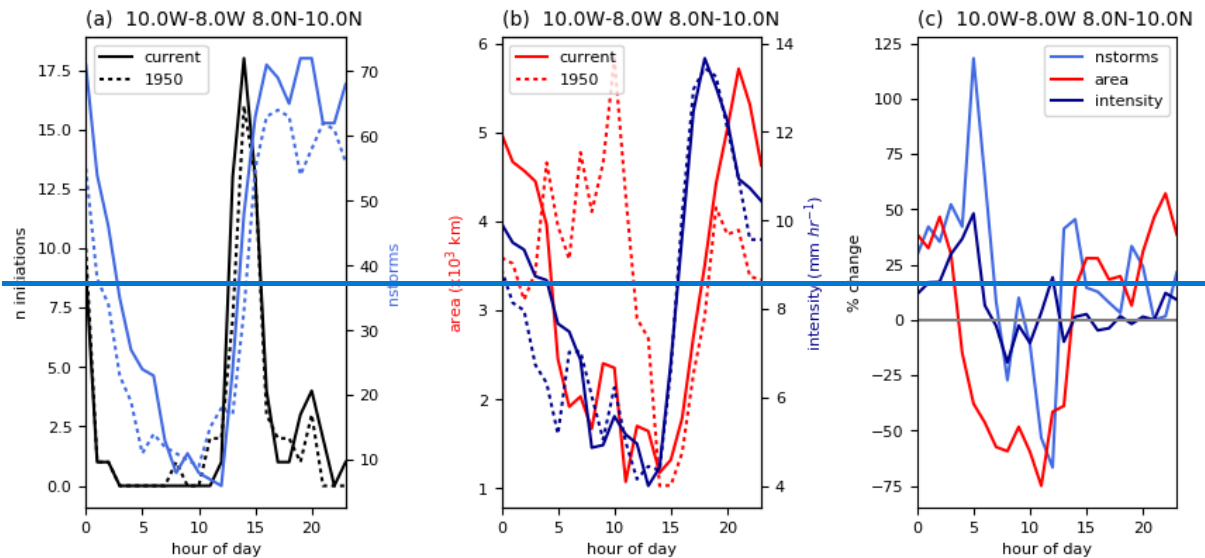 (a) 10.0W-8.0W 8.0N-10.0N
current
1950
17.5
15.0
12.5
10.0
7.5
5.0
2.5
0.0
n initiations
70
60
50
40
30
20
10
nstorms
0 5 10 15 20
hour of day
(b) 10.0W-8.0W 8.0N-10.0N
current
1950
6
5
4
3
2
1
area (x10³ km)
14
12
10
8
6
4
intensity (mm hr⁻¹)
0 5 10 15 20
hour of day
(c) 10.0W-8.0W 8.0N-10.0N
nstorms
area
intensity
125
100
75
50
25
0
−25
−50
−75
% change
0 5 10 15 20
hour of day